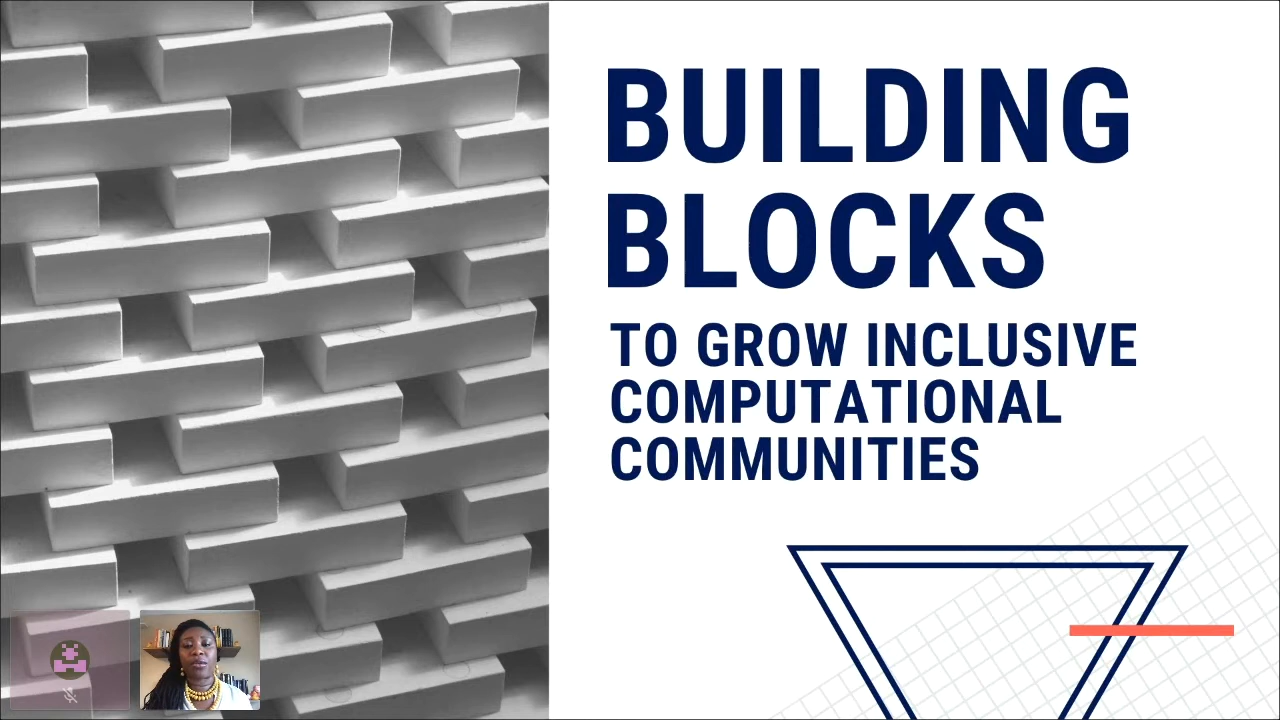 BUILDING
BLOCKS
TO GROW INCLUSIVE
COMPUTATIONAL
COMMUNITIES